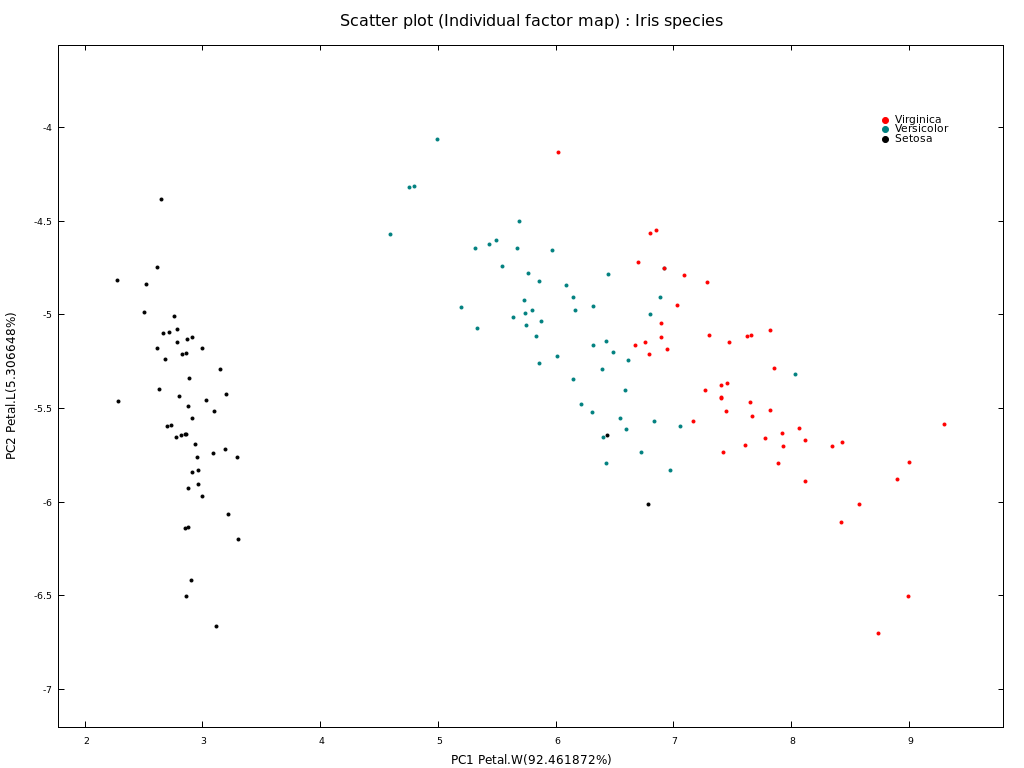 Scatter plot (Individual factor map) : Iris species
Virginica
Versicolor
Setosa
-4
-4.5
-5
-5.5
-6
-6.5
-7
PC2 Petal.L(5.306648%)
2 3 4 5 6 7 8 9
PC1 Petal.W(92.461872%)